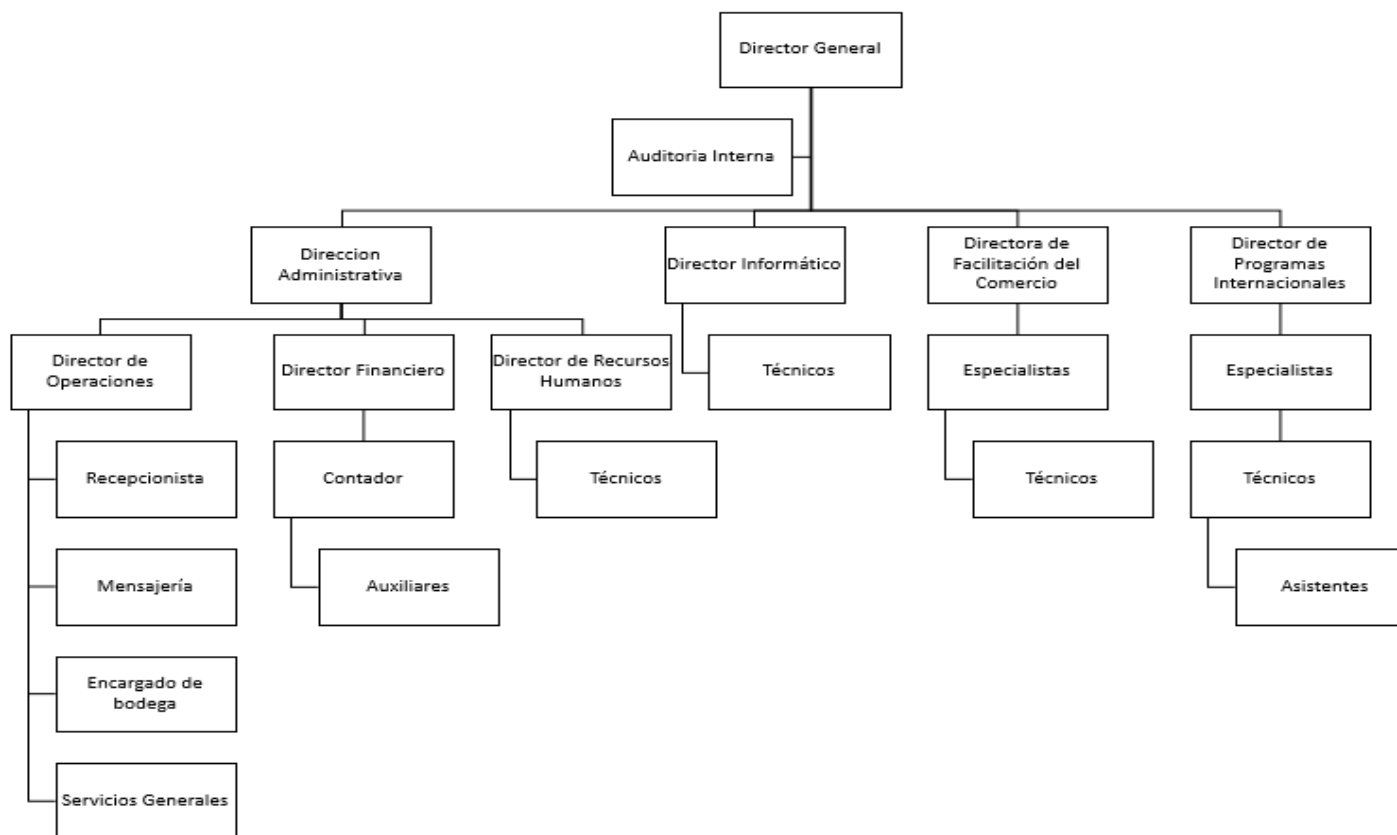 Director General
Auditoria Interna
Direccion
Administrativa
Director Informático
Directora de
Facilitación del
Comercio
Director de
Programas
Internacionales
Director de
Operaciones
Director Financiero
Director de Recursos
Humanos
Técnicos
Especialistas
Especialistas
Recepcionista
Contador
Técnicos
Técnicos
Técnicos
Mensajería
Auxiliares
Asistentes
Encargado de
bodega
Servicios Generales